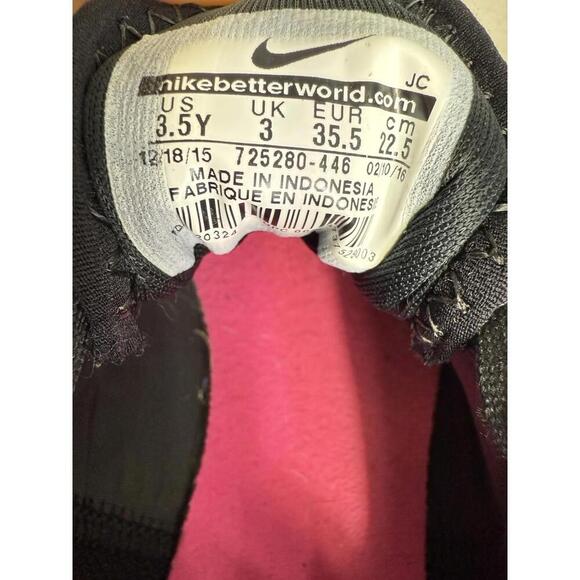 JC
nikebetterworld.com
US UK EUR cm
3.5Y 3 35.5 22.5
12/18/15 725280-446 02/10/16
MADE IN INDONESIA
FABRIQUE EN INDONESIE